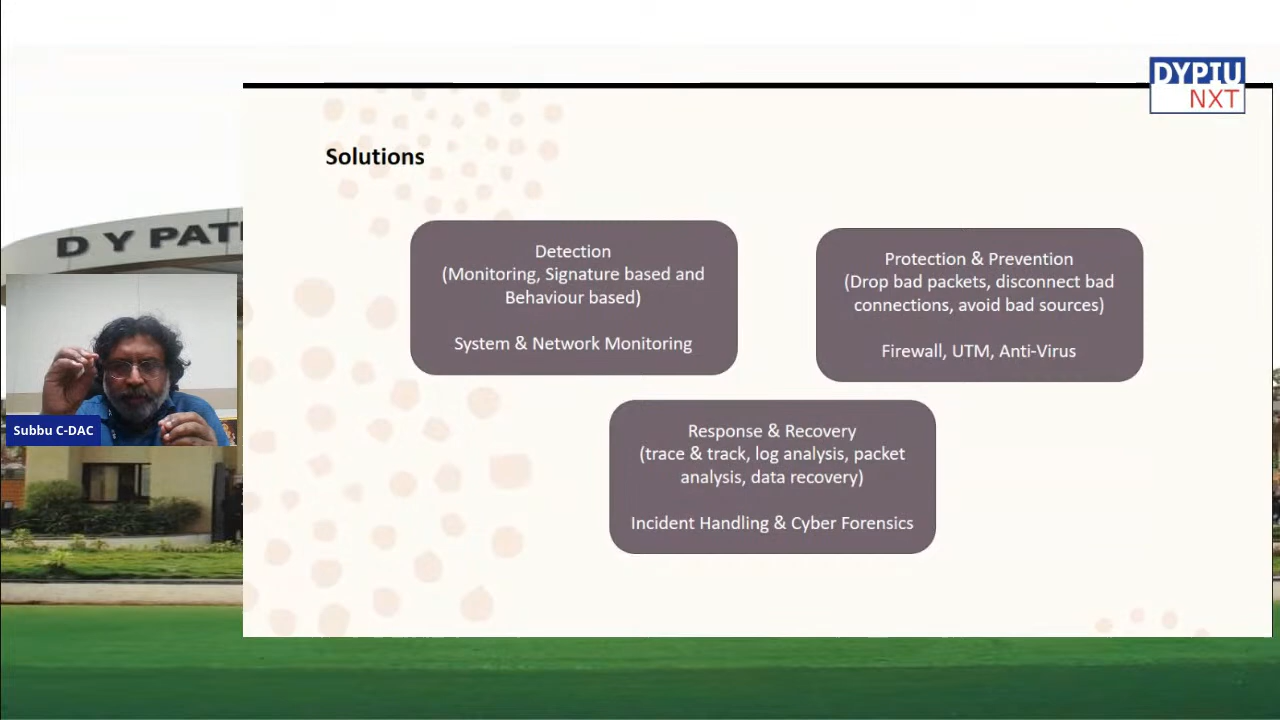 DYPIU
NXT
Solutions
D Y PATI
Detection
(Monitoring, Signature based and
Behaviour based)
System & Network Monitoring
Protection & Prevention
(Drop bad packets, disconnect bad
connections, avoid bad sources)
Firewall, UTM, Anti-Virus
Subbu C-DAC
Response & Recovery
(trace & track, log analysis, packet
analysis, data recovery)
Incident Handling & Cyber Forensics